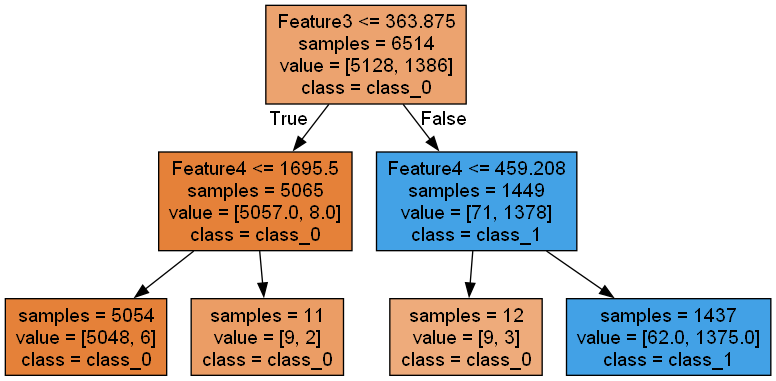 Feature3 <= 363.875
samples = 6514
value = [5128, 1386]
class = class_0
True
False
Feature4 <= 1695.5
samples = 5065
value = [5057.0, 8.0]
class = class_0
Feature4 <= 459.208
samples = 1449
value = [71, 1378]
class = class_1
samples = 5054
value = [5048, 6]
class = class_0
samples = 11
value = [9, 2]
class = class_0
samples = 12
value = [9, 3]
class = class_0
samples = 1437
value = [62.0, 1375.0]
class = class_1